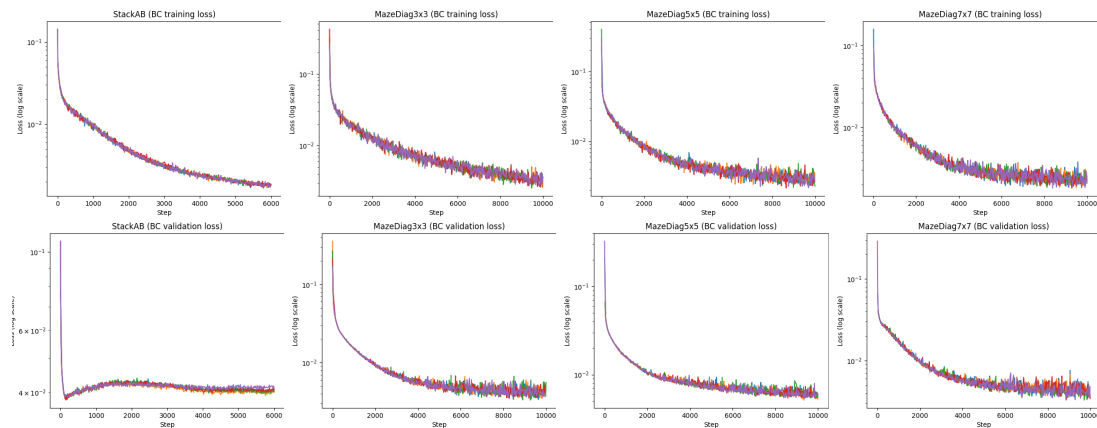 StackAB (BC training loss)
10⁻¹
10⁻²
Loss (log scale)
0 1000 2000 3000 4000 5000 6000
Step
MazeDiag3x3 (BC training loss)
10⁻¹
10⁻²
Loss (log scale)
0 2000 4000 6000 8000 10000
Step
MazeDiag5x5 (BC training loss)
10⁻¹
10⁻²
Loss (log scale)
0 2000 4000 6000 8000 10000
Step
MazeDiag7x7 (BC training loss)
10⁻¹
10⁻²
Loss (log scale)
0 2000 4000 6000 8000 10000
Step
StackAB (BC validation loss)
10⁻¹
6 × 10⁻²
4 × 10⁻²
0 1000 2000 3000 4000 5000 6000
Step
MazeDiag3x3 (BC validation loss)
10⁻¹
10⁻²
Loss (log scale)
0 2000 4000 6000 8000 10000
Step
MazeDiag5x5 (BC validation loss)
10⁻¹
10⁻²
Loss (log scale)
0 2000 4000 6000 8000 10000
Step
MazeDiag7x7 (BC validation loss)
10⁻¹
10⁻²
Loss (log scale)
0 2000 4000 6000 8000 10000
Step